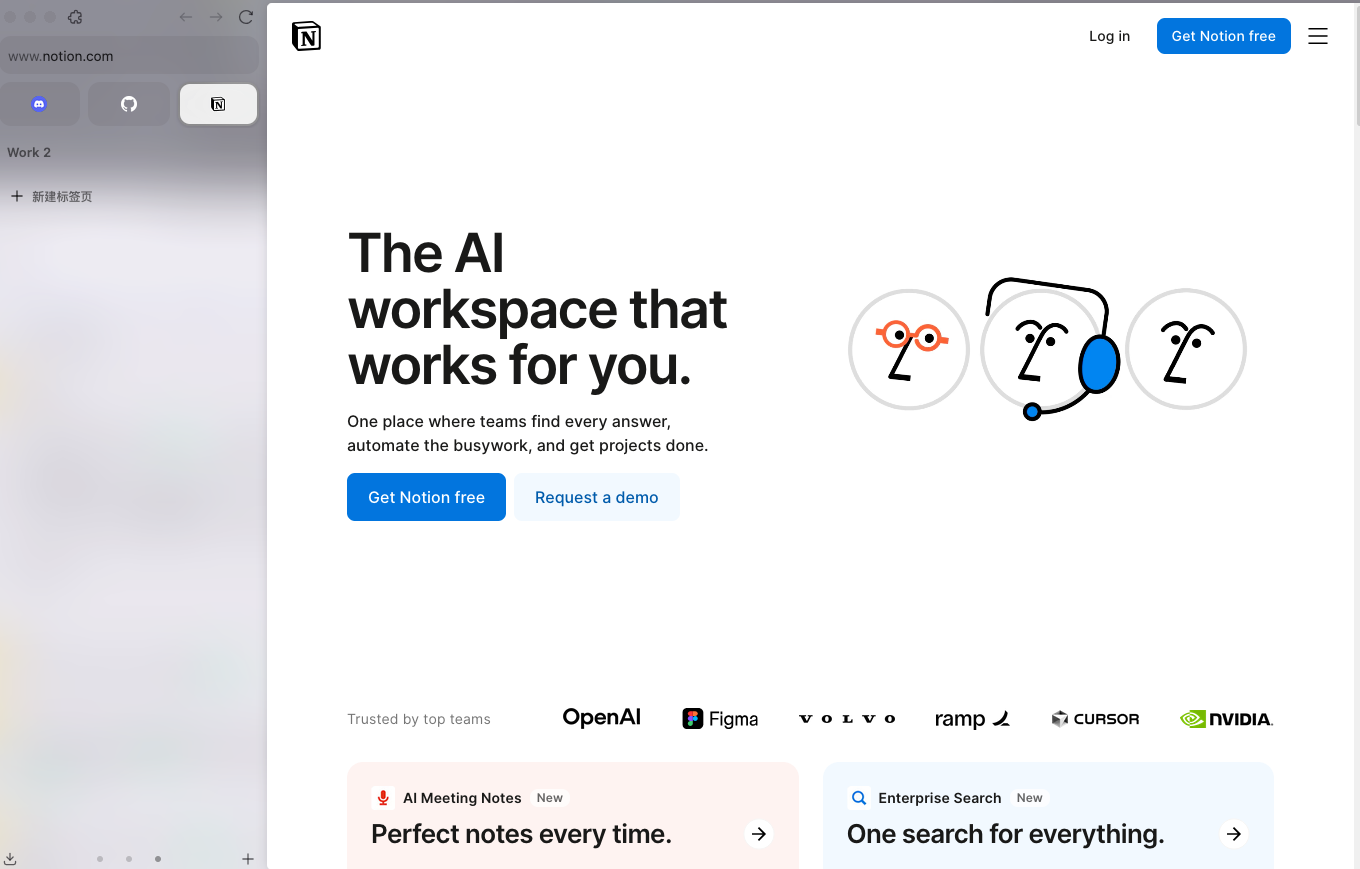 www.notion.com
Work 2
新建标签页
Log in
Get Notion free
The AI
workspace that
works for you.
One place where teams find every answer,
automate the busywork, and get projects done.
Get Notion free
Request a demo
Trusted by top teams
OpenAI
Figma
VOLVO
ramp
CURSOR
NVIDIA.
AI Meeting Notes New
Perfect notes every time.
Enterprise Search New
One search for everything.